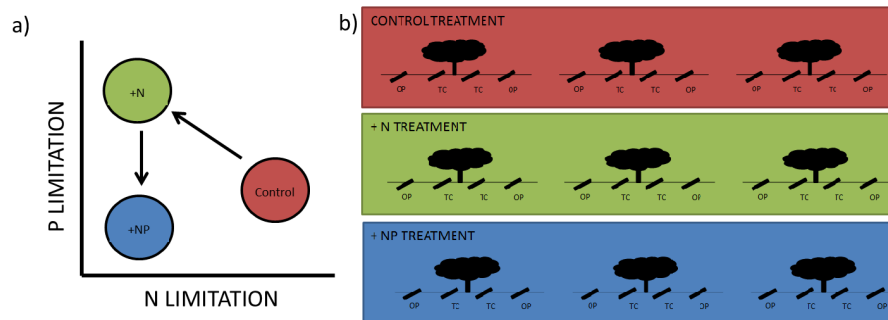 a)
P LIMITATION
+N
Control
+NP
N LIMITATION
b)
CONTROL TREATMENT
OP TC TC OP OP TC TC OP OP TC TC OP
+ N TREATMENT
OP TC TC OP OP TC TC OP OP TC TC OP
+ NP TREATMENT
OP TC TC OP OP TC TC OP OP TC TC OP